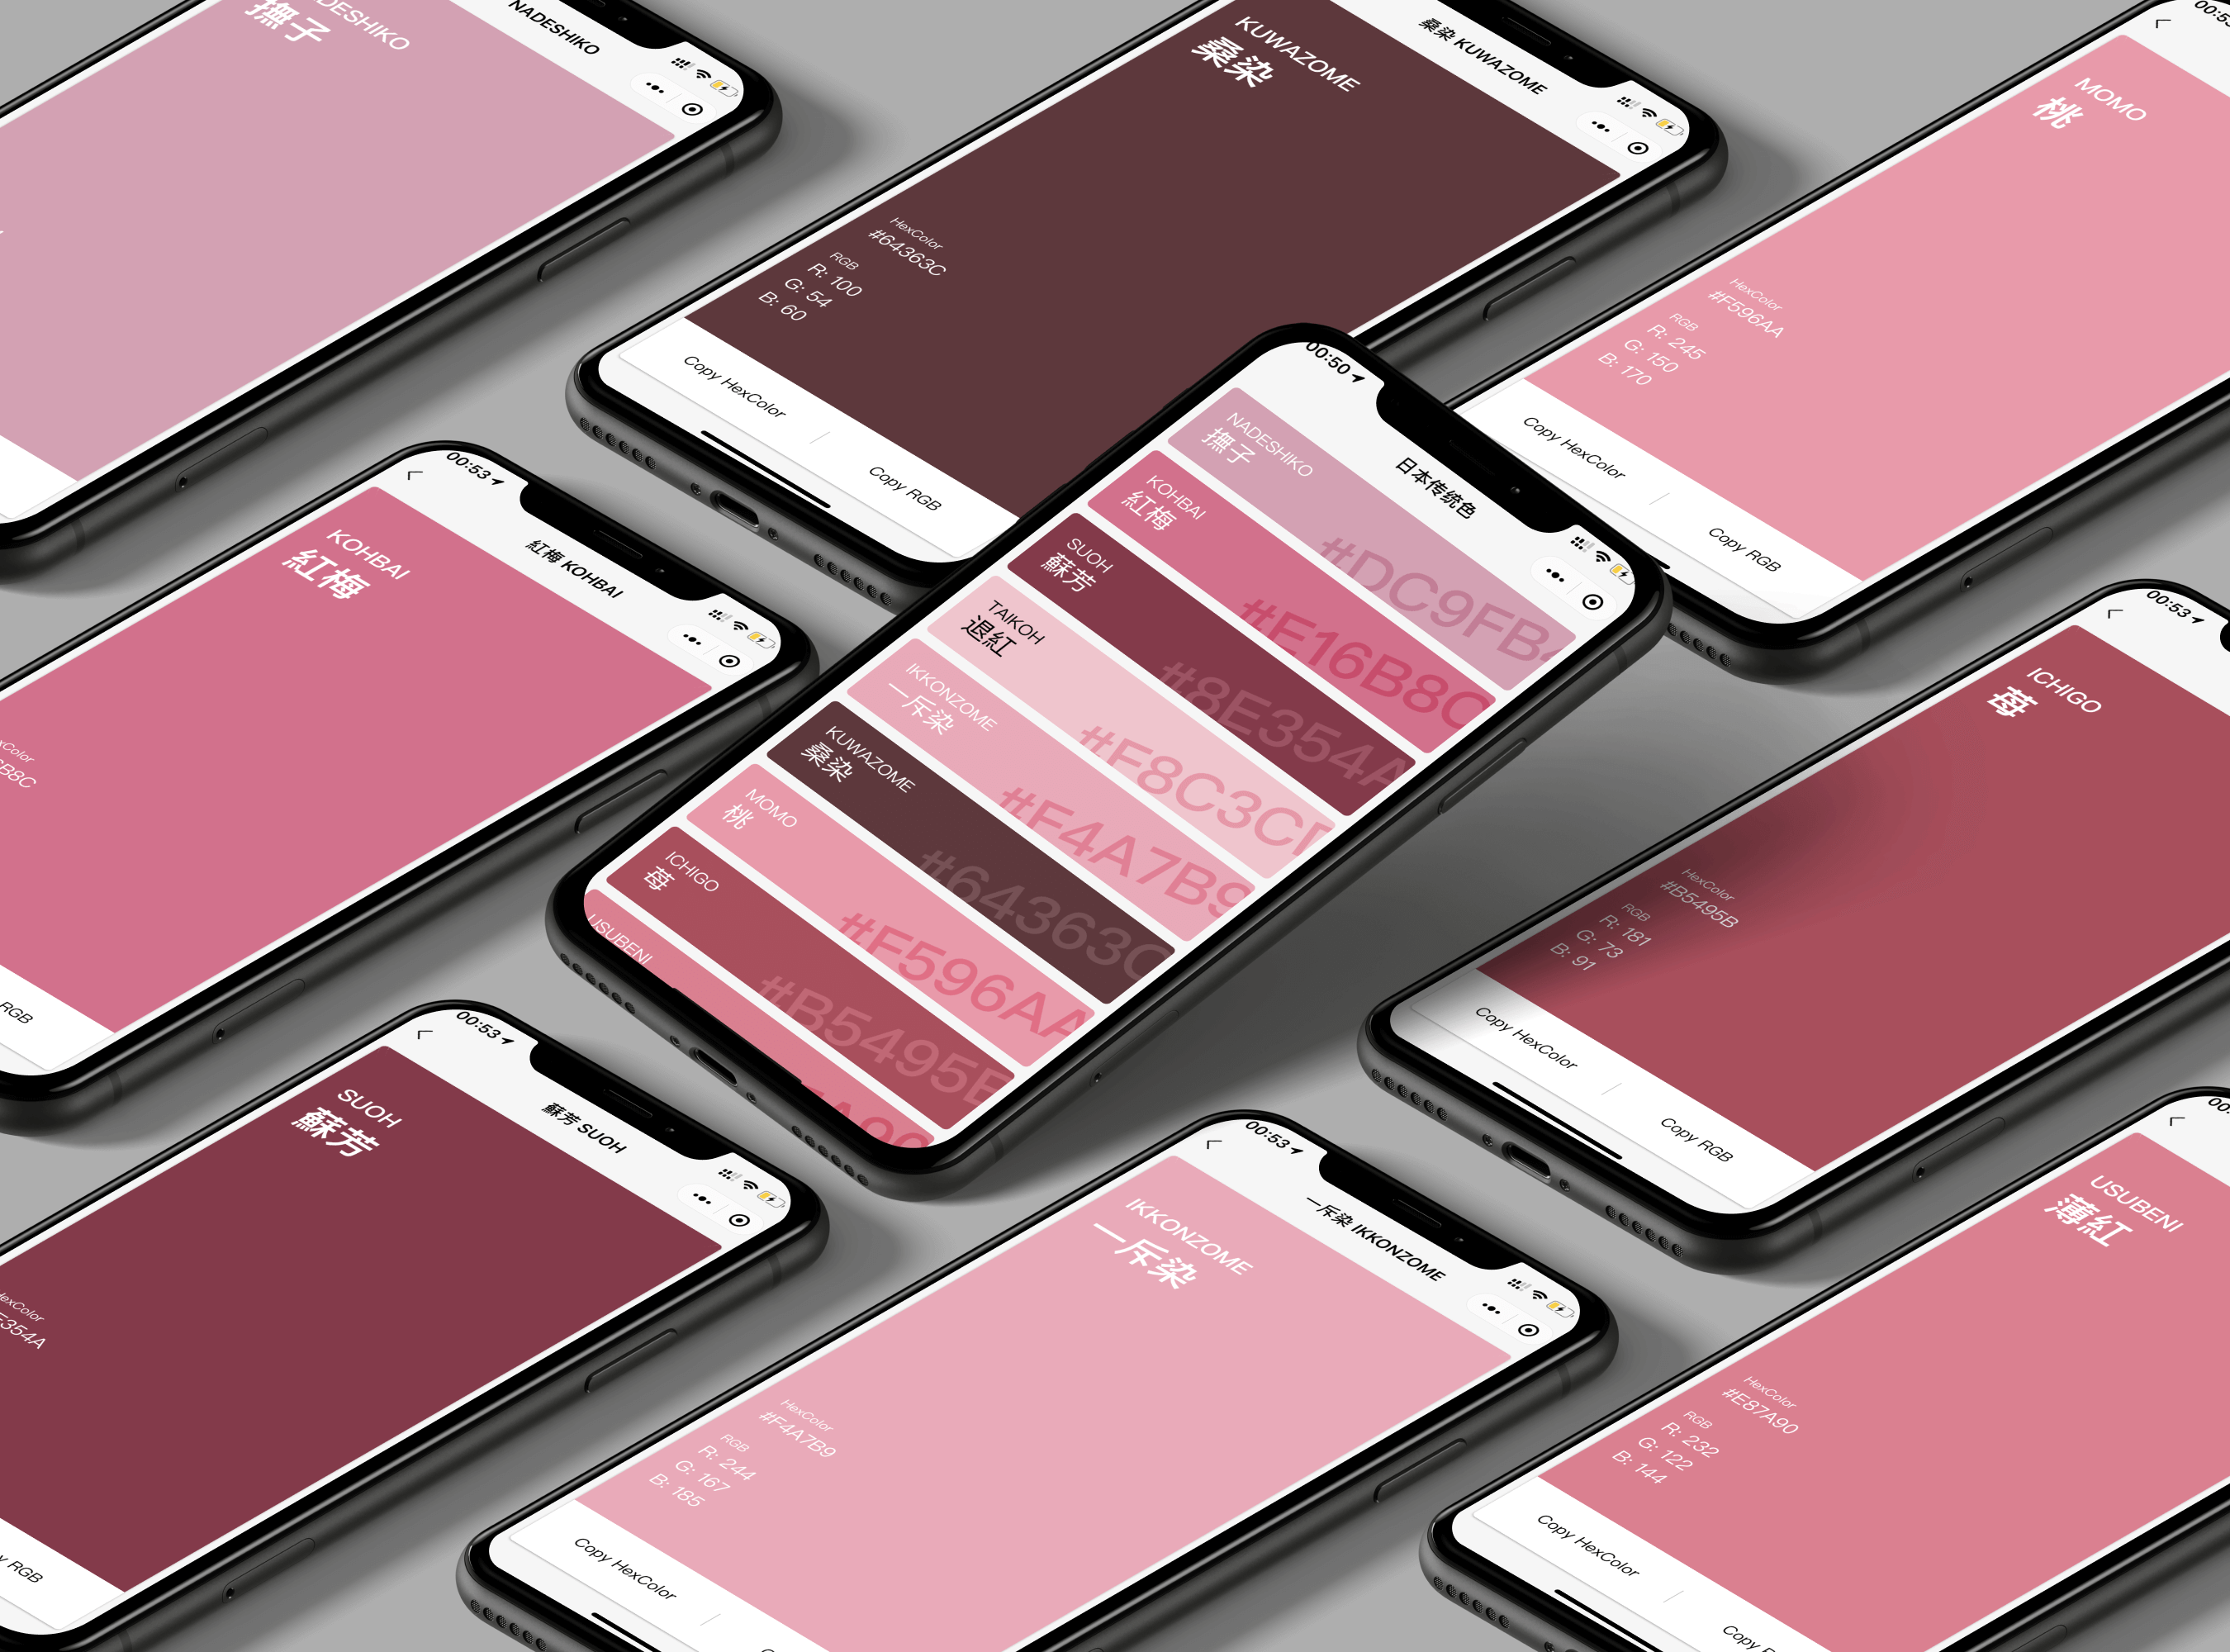 NADESHIKO
撫子
桑染 KUWAZOME
KUWAZOME
桑染
HexColor
#64363C
RGB
R: 100
G: 54
B: 60
Copy HexColor
Copy RGB
MOMO
桃
HexColor
#F596AA
RGB
R: 245
G: 150
B: 170
Copy HexColor
Copy RGB
00:53
紅梅 KOHBAI
KOHBAI
紅梅
RGB
00:50
日本传统色
NADESHIKO
撫子
#DC9FB4
KOHBAI
紅梅
#E16B8C
SUOH
蘇芳
#8E354A
TAIKOH
退紅
#F8C3CD
IKKONZOME
一斥染
#F4A7B9
KUWAZOME
桑染
#64363C
MOMO
桃
#F596AA
ICHIGO
苺
#B5495B
USUBENI
00:53
ICHIGO
苺
HexColor
#B5495B
RGB
R: 181
G: 73
B: 91
Copy HexColor
Copy RGB
00:53
蘇芳 SUOH
SUOH
蘇芳
RGB
00:53
一斥染 IKKONZOME
IKKONZOME
一斥染
HexColor
#F4A7B9
RGB
R: 244
G: 167
B: 185
Copy HexColor
USUBENI
薄紅
HexColor
#E87A90
RGB
R: 232
G: 122
B: 144
Copy HexColor
Copy